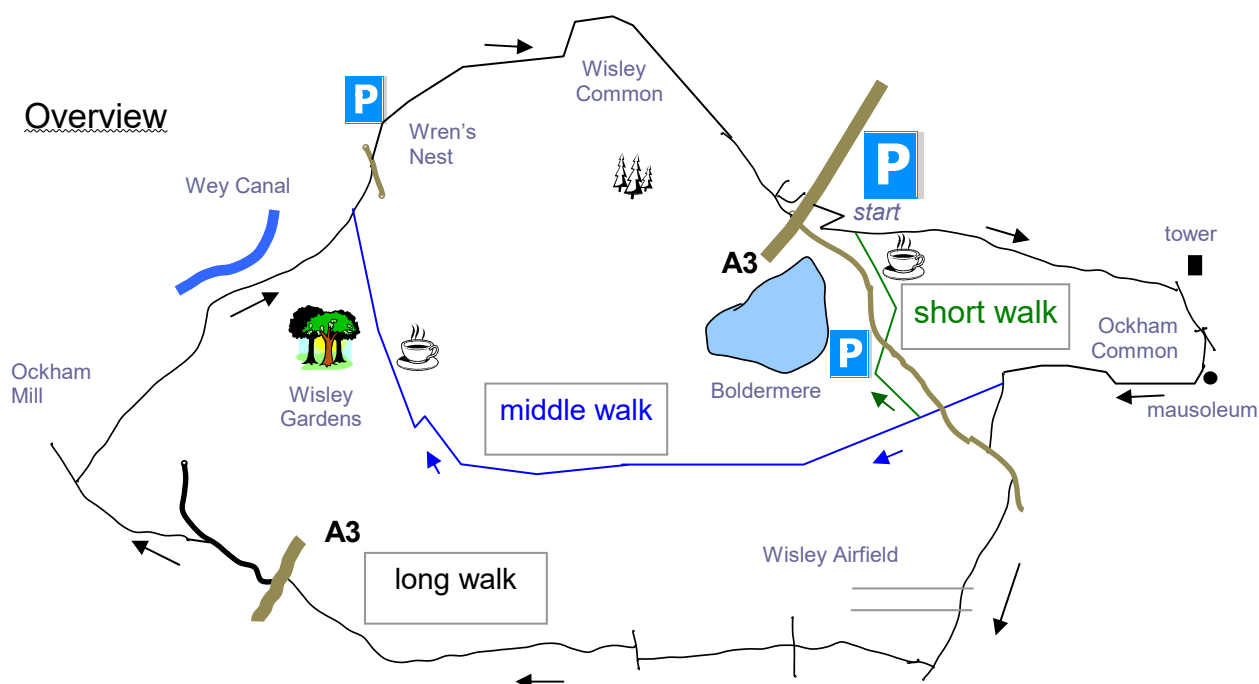 Overview
P
Wren's
Nest
Wisley
Common
P
start
Wey Canal
tower
A3
short walk
Ockham
Common
P
Boldermere
mausoleum
Ockham
Mill
Wisley
Gardens
middle walk
A3
long walk
Wisley Airfield